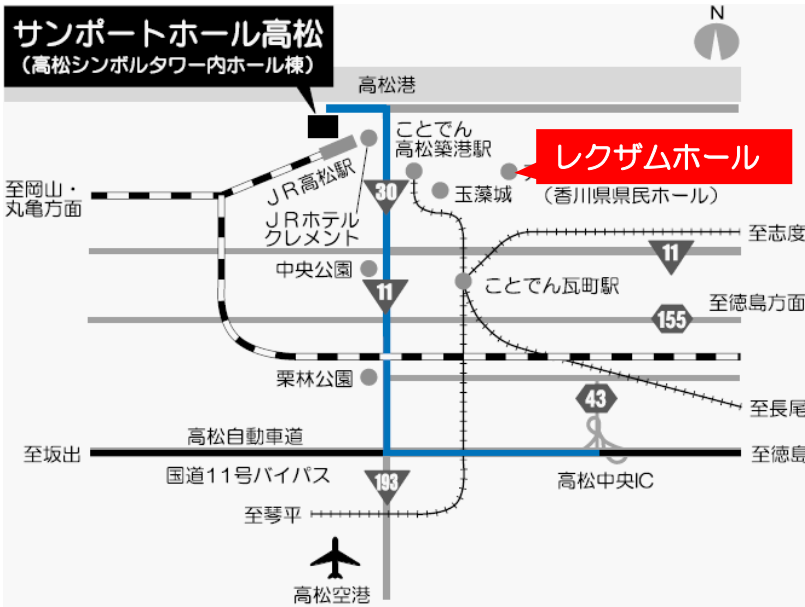 サンポートホール高松
(高松シンボルタワー内ホール棟)
N
高松港
ことでん
高松築港駅
レクザムホール
JR高松駅
30
玉藻城
(香川県県民ホール)
至岡山・
丸亀方面
JRホテル
クレメント
至志度
11
中央公園
11
ことでん瓦町駅
至徳島方面
155
栗林公園
43
至長尾
高松自動車道
至坂出
至徳島
国道11号バイパス
193
高松中央IC
至琴平
高松空港